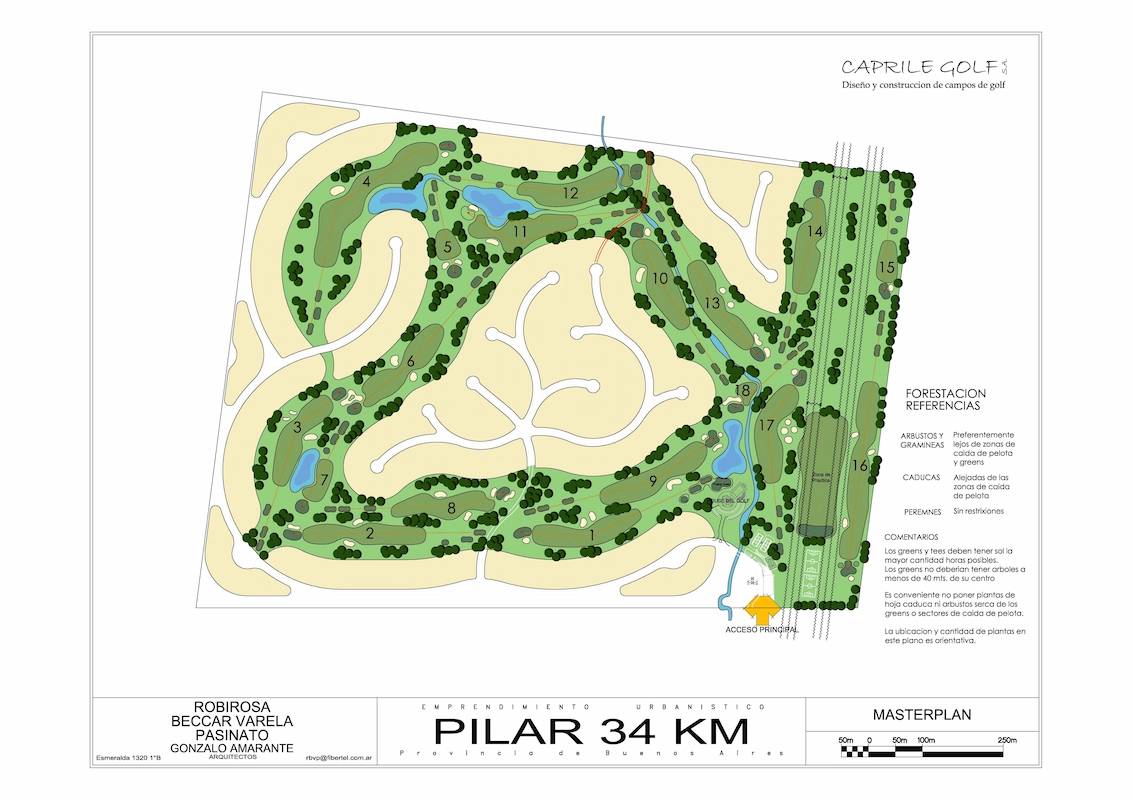 CAPRILE GOLF S.A.
Diseño y construccion de campos de golf
4
12
11
5
14
15
10
13
6
18
3
17
16
7
9
8
2
1
Zona de
Practica
FORESTACION
REFERENCIAS
ARBUSTOS Y
GRAMINEAS
Preferentemente
lejos de zonas de
caida de pelota
y greens
CADUCAS
Alejadas de las
zonas de caida
de pelota
PEREMNES
Sin restrixiones
COMENTARIOS
Los greens y tees deben tener sol la
mayor cantidad horas posibles.
Los greens no deberian tener arboles a
menos de 40 mts. de su centro
Es conveniente no poner plantas de
hoja caduca ni arbustos serca de los
greens o sectores de caida de pelota.
La ubicacion y cantidad de plantas en
este plano es orientativa.
ACCESO PRINCIPAL
ROBIROSA
BECCAR VARELA
PASINATO
GONZALO AMARANTE
ARQUITECTOS
Esmeralda 1320 1°B
rbvp@fibertel.com.ar
EMPRENDIMIENTO URBANISTICO
PILAR 34 KM
Provincia de Buenos Aires
MASTERPLAN
50m 0 50m 100m 250m